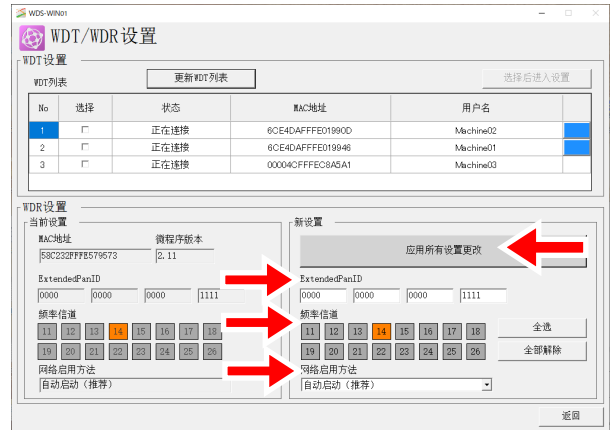 WDS-WIN01
WDT/WDR设置
WDT设置
WDT列表
更新WDT列表
选择后进入设置
No 选择 状态 MAC地址 用户名
1 正在连接 6CE4DAFFFE01990D Machine02
2 正在连接 6CE4DAFFFE019946 Machine01
3 正在连接 00004CFFFEC8A5A1 Machine03
WDR设置
当前设置
MAC地址 微程序版本
58C232FFFE579573 2.11
ExtendedPanID
0000 0000 0000 1111
频率信道
11 12 13 14 15 16 17 18
19 20 21 22 23 24 25 26
网络启用方法
自动启动（推荐）
新设置
应用所有设置更改
ExtendedPanID
0000 0000 0000 1111
频率信道
11 12 13 14 15 16 17 18
全选
19 20 21 22 23 24 25 26
全部解除
网络启用方法
自动启动（推荐）
返回